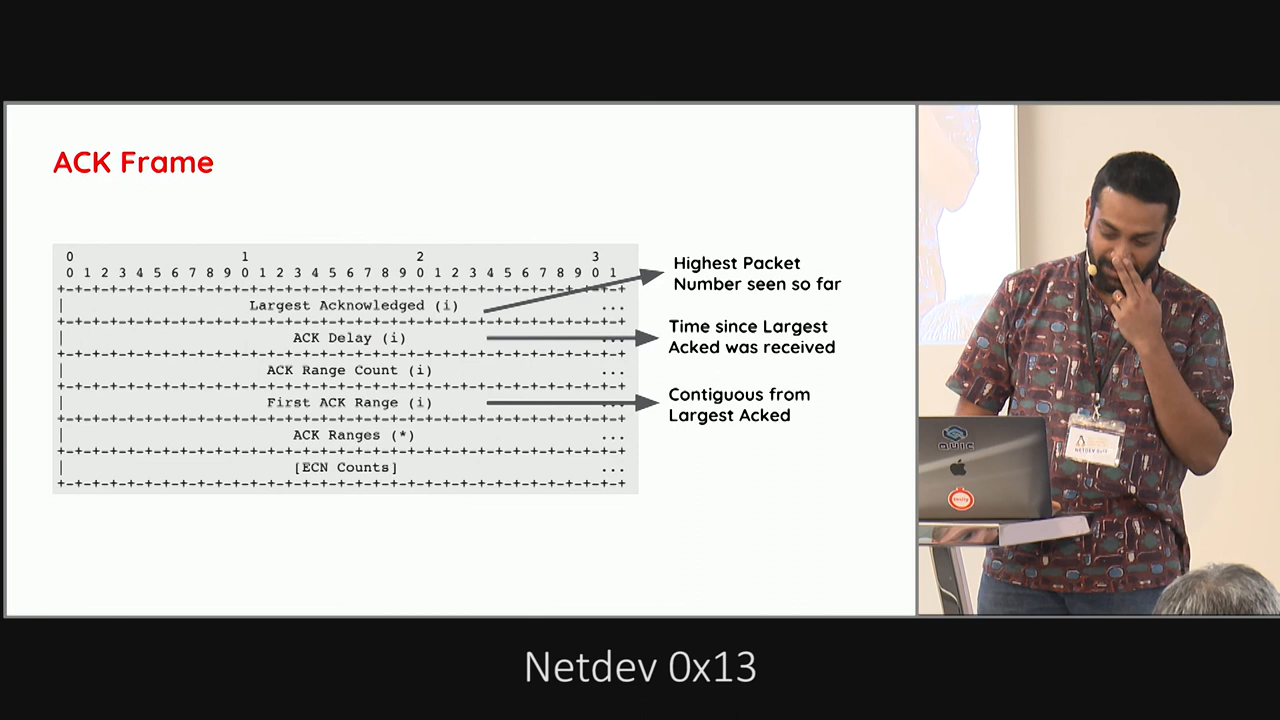 ACK Frame
0 1 2 3
0 1 2 3 4 5 6 7 8 9 0 1 2 3 4 5 6 7 8 9 0 1 2 3 4 5 6 7 8 9 0 1
+-+-+-+-+-+-+-+-+-+-+-+-+-+-+-+-+-+-+-+-+-+-+-+-+-+-+-+-+-+-+-+-+
| Largest Acknowledged (i) ...
+-+-+-+-+-+-+-+-+-+-+-+-+-+-+-+-+-+-+-+-+-+-+-+-+-+-+-+-+-+-+-+-+
| ACK Delay (i) ...
+-+-+-+-+-+-+-+-+-+-+-+-+-+-+-+-+-+-+-+-+-+-+-+-+-+-+-+-+-+-+-+-+
| ACK Range Count (i) ...
+-+-+-+-+-+-+-+-+-+-+-+-+-+-+-+-+-+-+-+-+-+-+-+-+-+-+-+-+-+-+-+-+
| First ACK Range (i) ...
+-+-+-+-+-+-+-+-+-+-+-+-+-+-+-+-+-+-+-+-+-+-+-+-+-+-+-+-+-+-+-+-+
| ACK Ranges (*) ...
+-+-+-+-+-+-+-+-+-+-+-+-+-+-+-+-+-+-+-+-+-+-+-+-+-+-+-+-+-+-+-+-+
| [ECN Counts] ...
+-+-+-+-+-+-+-+-+-+-+-+-+-+-+-+-+-+-+-+-+-+-+-+-+-+-+-+-+-+-+-+-+
Highest Packet
Number seen so far
Time since Largest
Acked was received
Contiguous from
Largest Acked
QUIC
Netdev 0x13